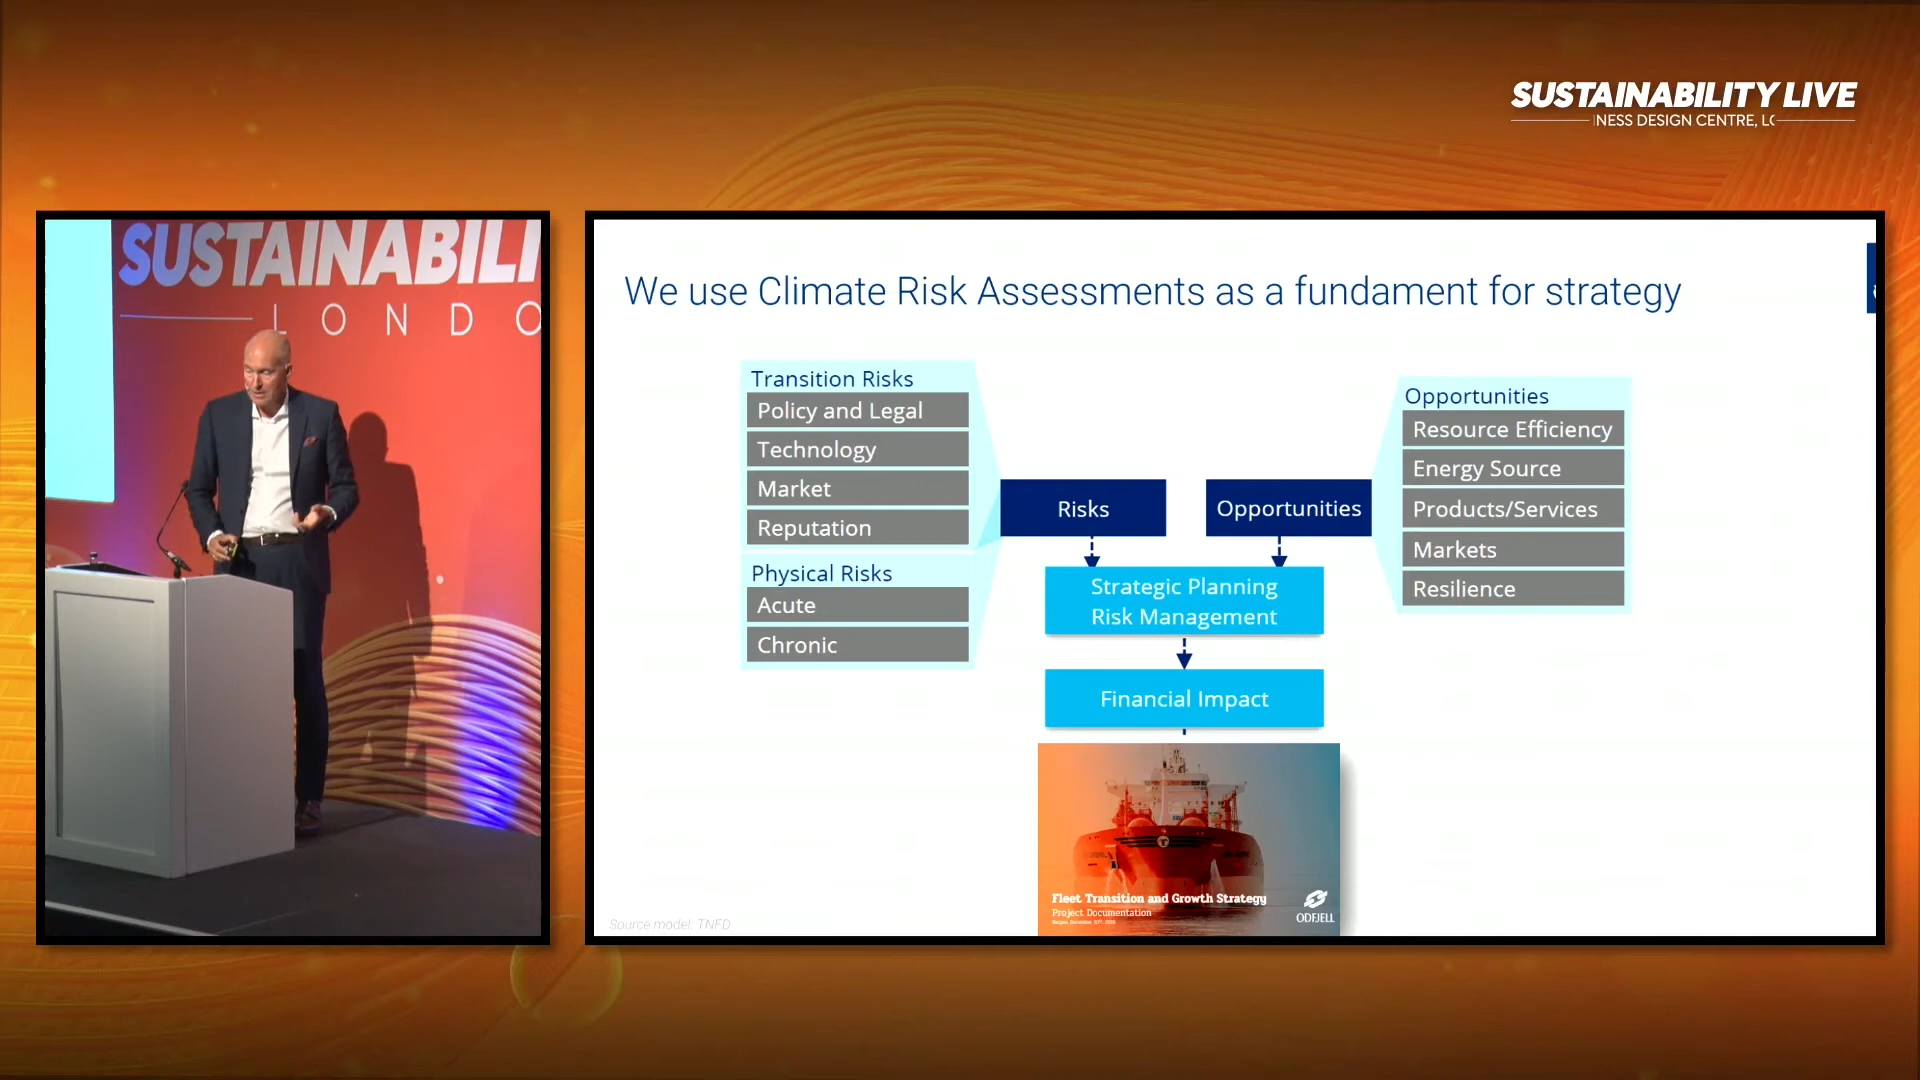 SUSTAINABILITY LIVE
NESS DESIGN CENTRE, LC
SUSTAINABILI
LONDO
We use Climate Risk Assessments as a fundament for strategy
Transition Risks
Policy and Legal
Technology
Market
Reputation
Physical Risks
Acute
Chronic
Risks
Opportunities
Strategic Planning
Risk Management
Financial Impact
Opportunities
Resource Efficiency
Energy Source
Products/Services
Markets
Resilience
Fleet Transition and Growth Strategy
Project Documentation
ODFJELL
Source model: TNFD